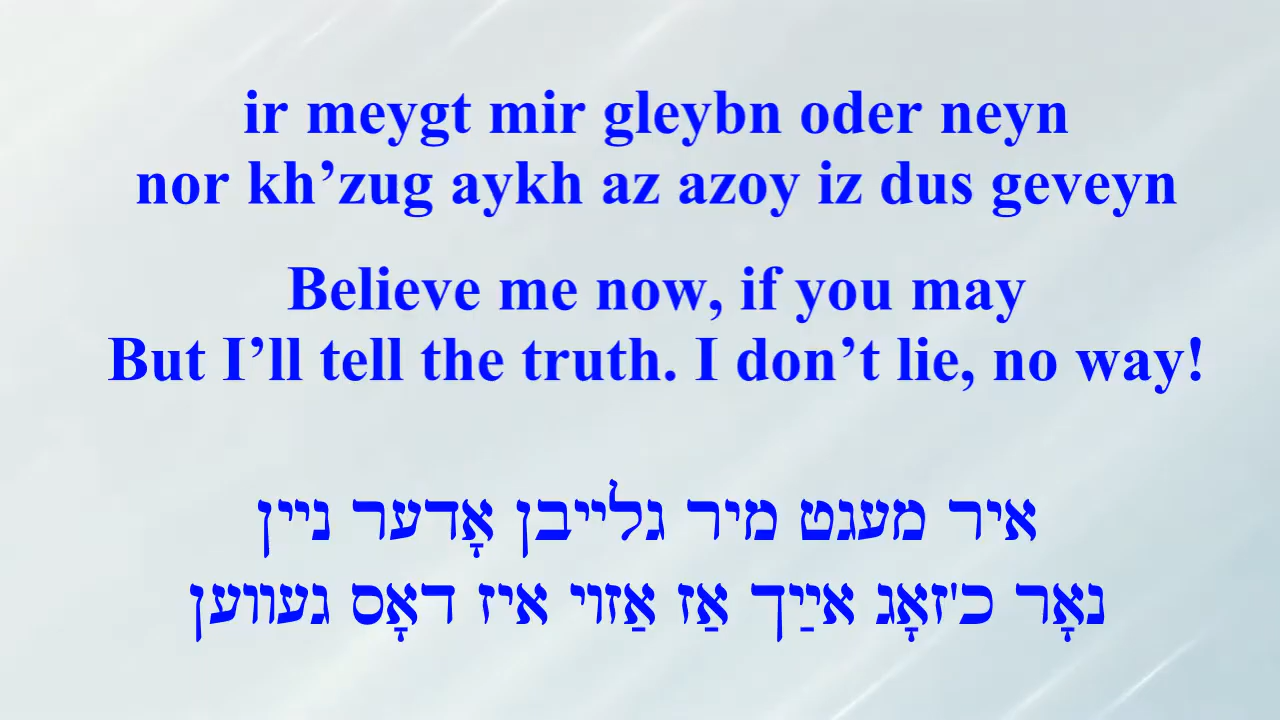 ir meygt mir gleybn oder neyn
nor kh’zug aykh az azoy iz dus geveyn
Believe me now, if you may
But I’ll tell the truth. I don’t lie, no way!
איר מעגט מיר גלייבן אָדער ניין
נאָר כ'זאָג אײַך אַז אַזוי איז דאָס געווען